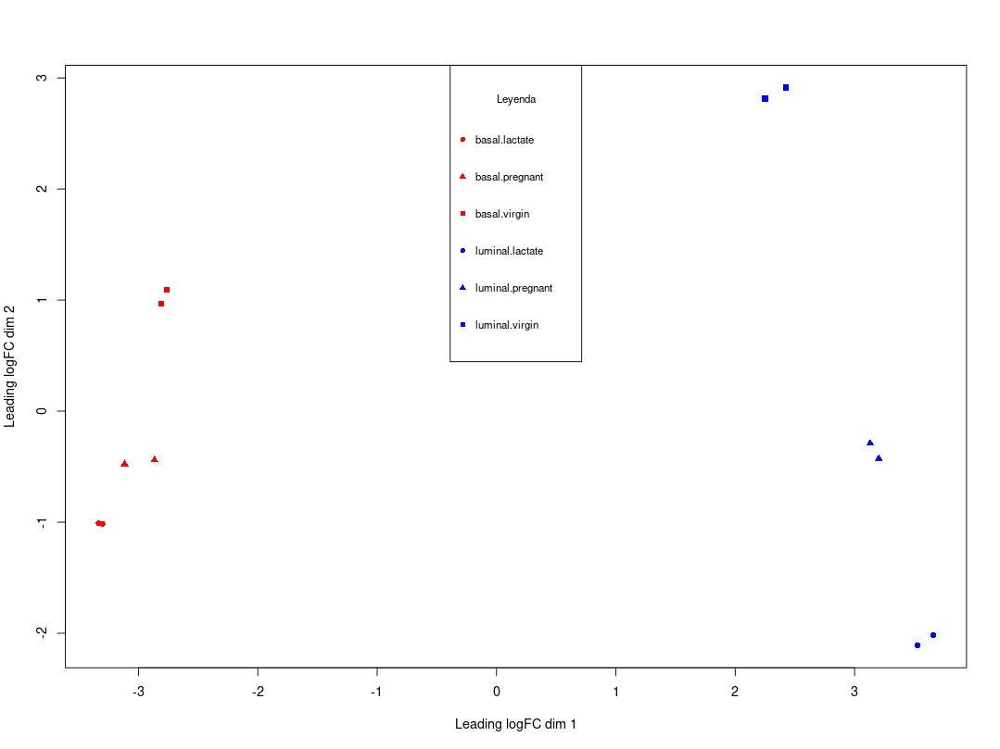 Leyenda
basal.lactate
basal.pregnant
basal.virgin
luminal.lactate
luminal.pregnant
luminal.virgin
3
2
1
0
-1
-2
Leading logFC dim 2
-3 -2 -1 0 1 2 3
Leading logFC dim 1